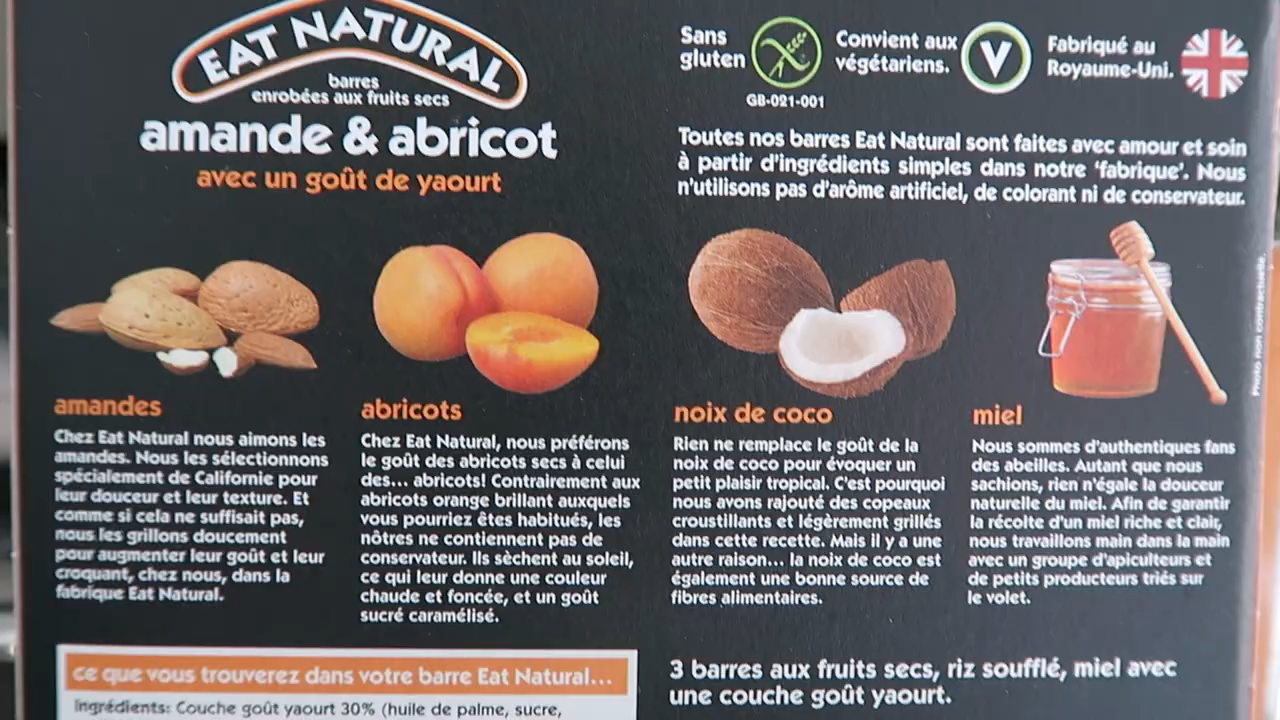 EAT NATURAL
barres
enrobées aux fruits secs
amande & abricot
avec un goût de yaourt
Sans
gluten
GB-021-001
Convient aux
végétariens.
V
Fabriqué au
Royaume-Uni.
Toutes nos barres Eat Natural sont faites avec amour et soin
à partir d'ingrédients simples dans notre 'fabrique'. Nous
n'utilisons pas d'arôme artificiel, de colorant ni de conservateur.
Photo non contractuelle.
amandes
Chez Eat Natural nous aimons les
amandes. Nous les sélectionnons
spécialement de Californie pour
leur douceur et leur texture. Et
comme si cela ne suffisait pas,
nous les grillons doucement
pour augmenter leur goût et leur
croquant, chez nous, dans la
fabrique Eat Natural.
abricots
Chez Eat Natural, nous préférons
le goût des abricots secs à celui
des... abricots! Contrairement aux
abricots orange brillant auxquels
vous pourriez êtes habitués, les
nôtres ne contiennent pas de
conservateur. Ils sèchent au soleil,
ce qui leur donne une couleur
chaude et foncée, et un goût
sucré caramélisé.
noix de coco
Rien ne remplace le goût de la
noix de coco pour évoquer un
petit plaisir tropical. C'est pourquoi
nous avons rajouté des copeaux
croustillants et légèrement grillés
dans cette recette. Mais il y a une
autre raison... la noix de coco est
également une bonne source de
fibres alimentaires.
miel
Nous sommes d'authentiques fans
des abeilles. Autant que nous
sachions, rien n'égale la douceur
naturelle du miel. Afin de garantir
la récolte d'un miel riche et clair,
nous travaillons main dans la main
avec un groupe d'apiculteurs et
de petits producteurs triés sur
le volet.
ce que vous trouverez dans votre barre Eat Natural...
Ingrédients: Couche goût yaourt 30% (huile de palme, sucre,
3 barres aux fruits secs, riz soufflé, miel avec
une couche goût yaourt.